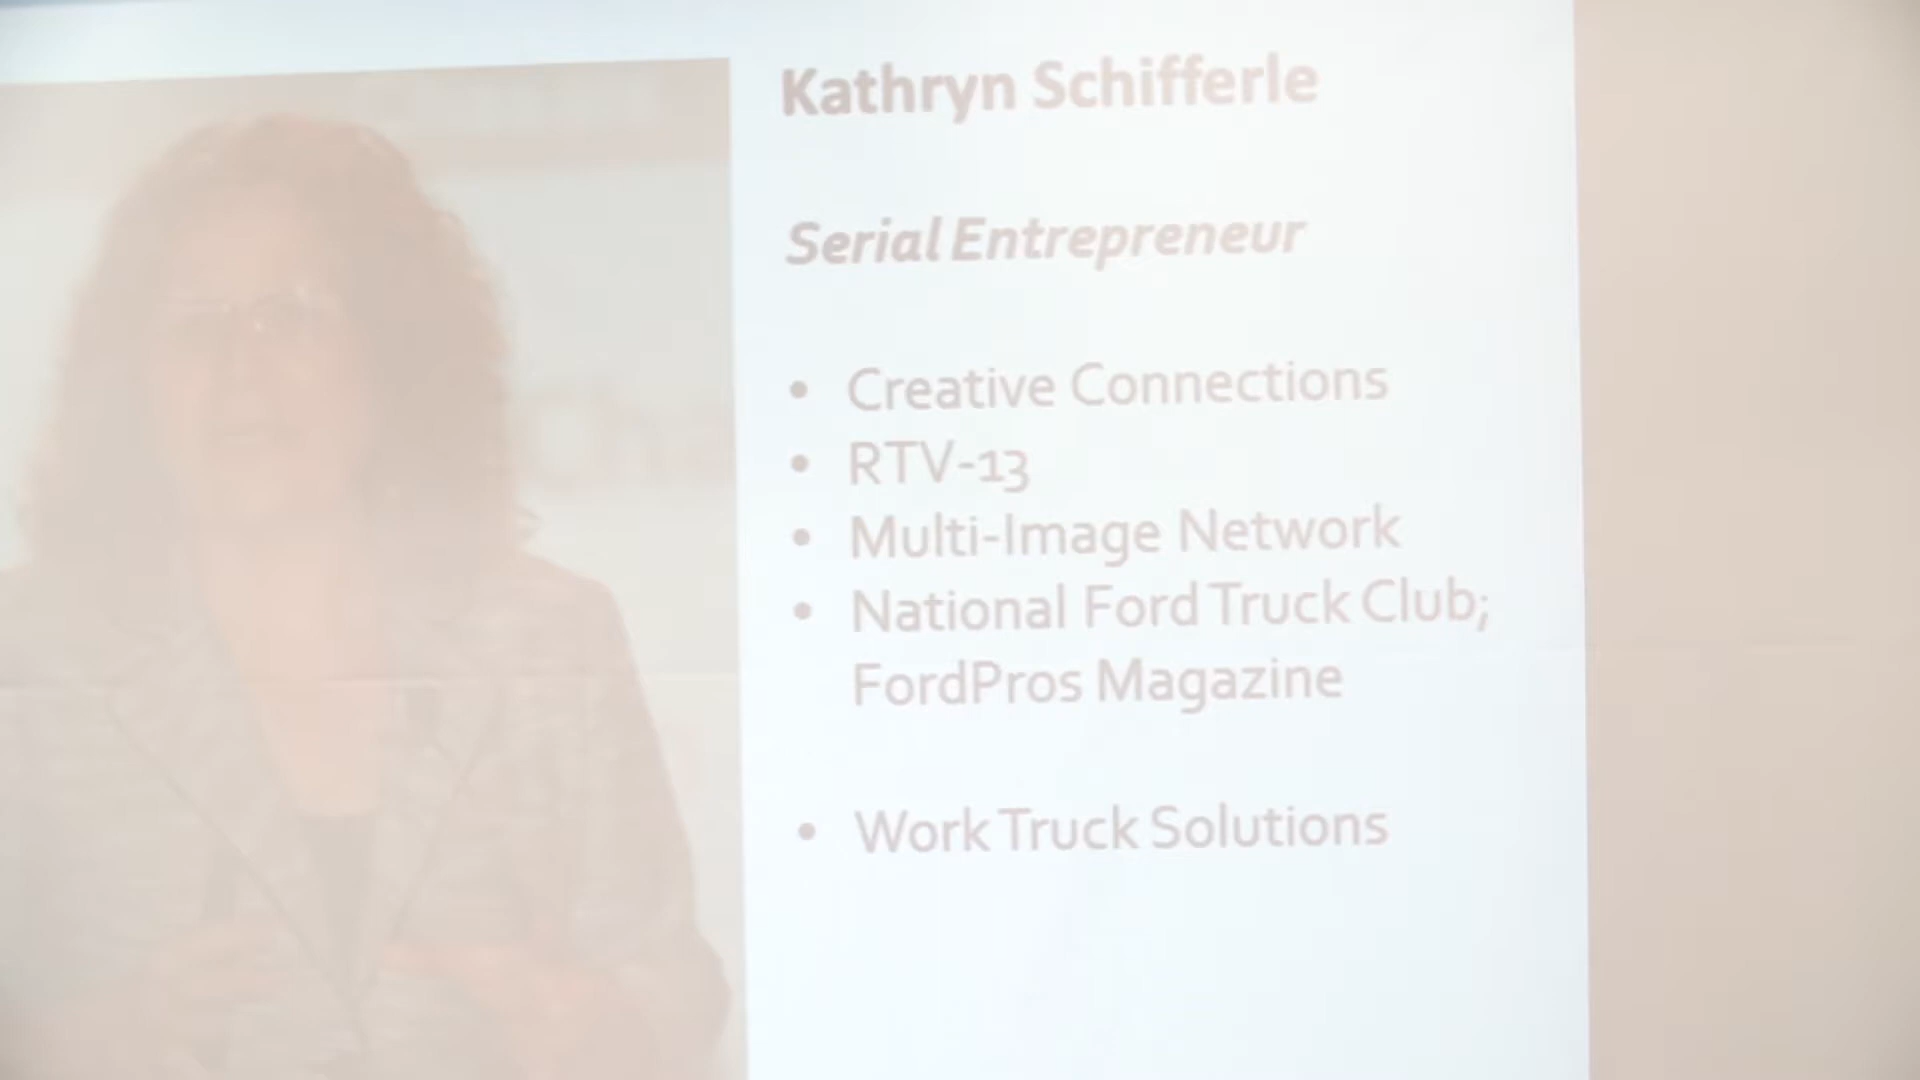 Kathryn Schifferle
Serial Entrepreneur
• Creative Connections
• RTV-13
• Multi-Image Network
• National Ford Truck Club;
FordPros Magazine
• Work Truck Solutions